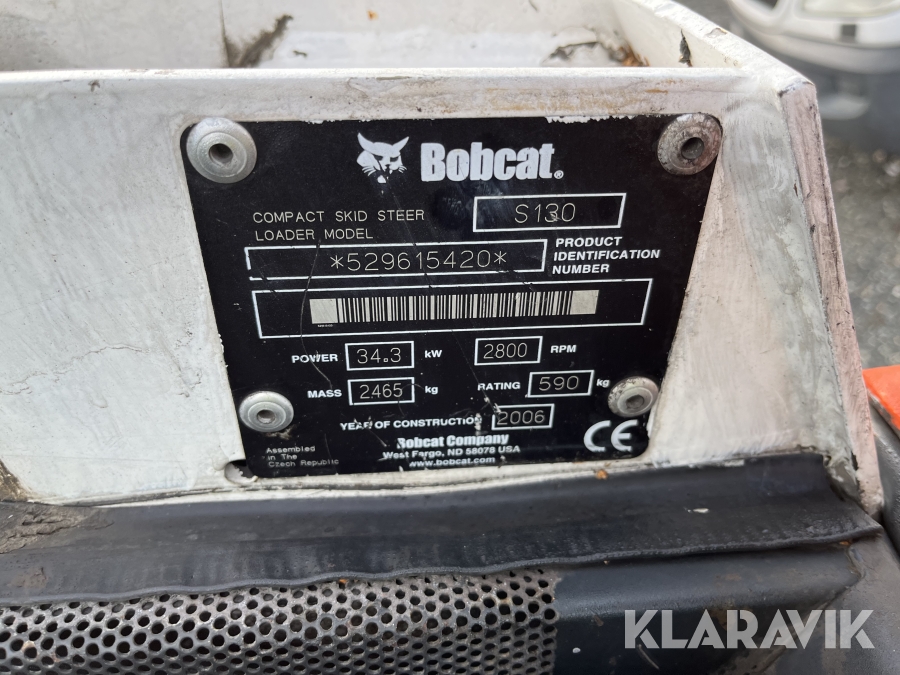 Bobcat®
COMPACT SKID STEER
LOADER MODEL
S130
*529615420*
PRODUCT
IDENTIFICATION
NUMBER
POWER 34.3 kW 2800 RPM
MASS 2465 kg RATING 590 kg
YEAR OF CONSTRUCTION 2006
CE
Bobcat Company
West Fargo, ND 58078 USA
www.bobcat.com
Assembled
in The
Czech Republic
KLARAVIK